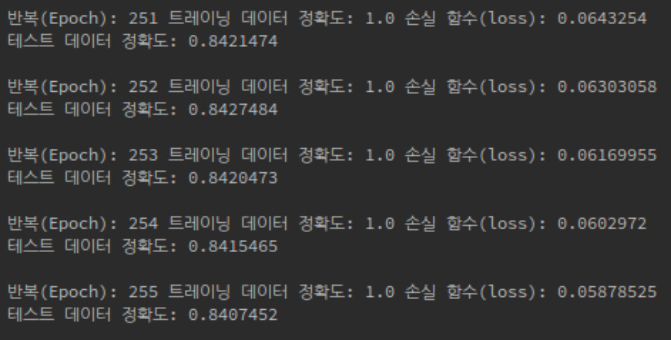 반복(Epoch): 251 트레이닝 데이터 정확도: 1.0 손실 함수(loss): 0.0643254
테스트 데이터 정확도: 0.8421474
반복(Epoch): 252 트레이닝 데이터 정확도: 1.0 손실 함수(loss): 0.06303058
테스트 데이터 정확도: 0.8427484
반복(Epoch): 253 트레이닝 데이터 정확도: 1.0 손실 함수(loss): 0.06169955
테스트 데이터 정확도: 0.8420473
반복(Epoch): 254 트레이닝 데이터 정확도: 1.0 손실 함수(loss): 0.0602972
테스트 데이터 정확도: 0.8415465
반복(Epoch): 255 트레이닝 데이터 정확도: 1.0 손실 함수(loss): 0.05878525
테스트 데이터 정확도: 0.8407452